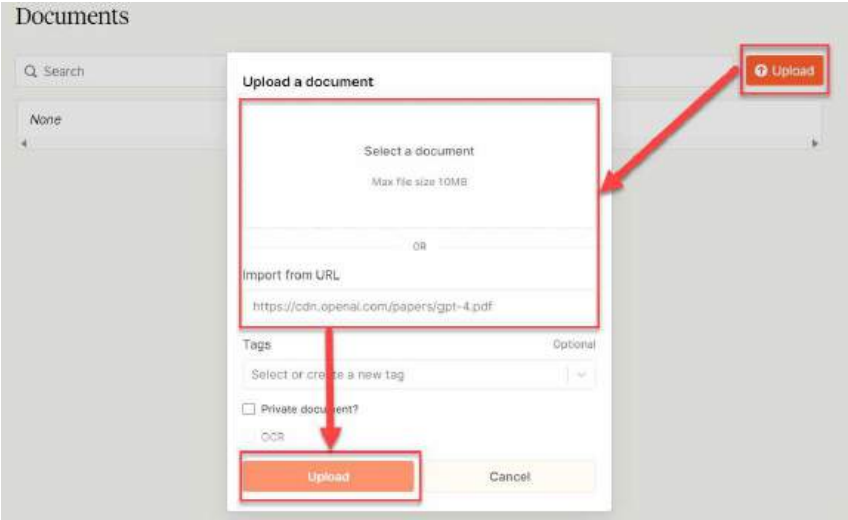 Documents
Search
Upload
None
Upload a document
Select a document
Max file size 10MB
OR
Import from URL
https://cdn.openai.com/papers/gpt-4.pdf
Tags
Optional
Select or create a new tag
Private document?
OCR
Upload
Cancel